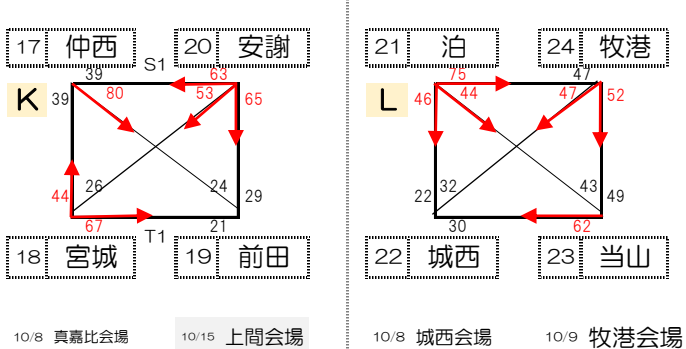 17 仲西
20 安謝
S1
K
39
39
80
63
53
65
44
26
67
24
29
21
T1
18 宮城
19 前田
10/8 真嘉比会場
10/15 上間会場
21 泊
24 牧港
L
75
46
44
47
47
52
22
32
30
43
49
62
22 城西
23 当山
10/8 城西会場
10/9 牧港会場